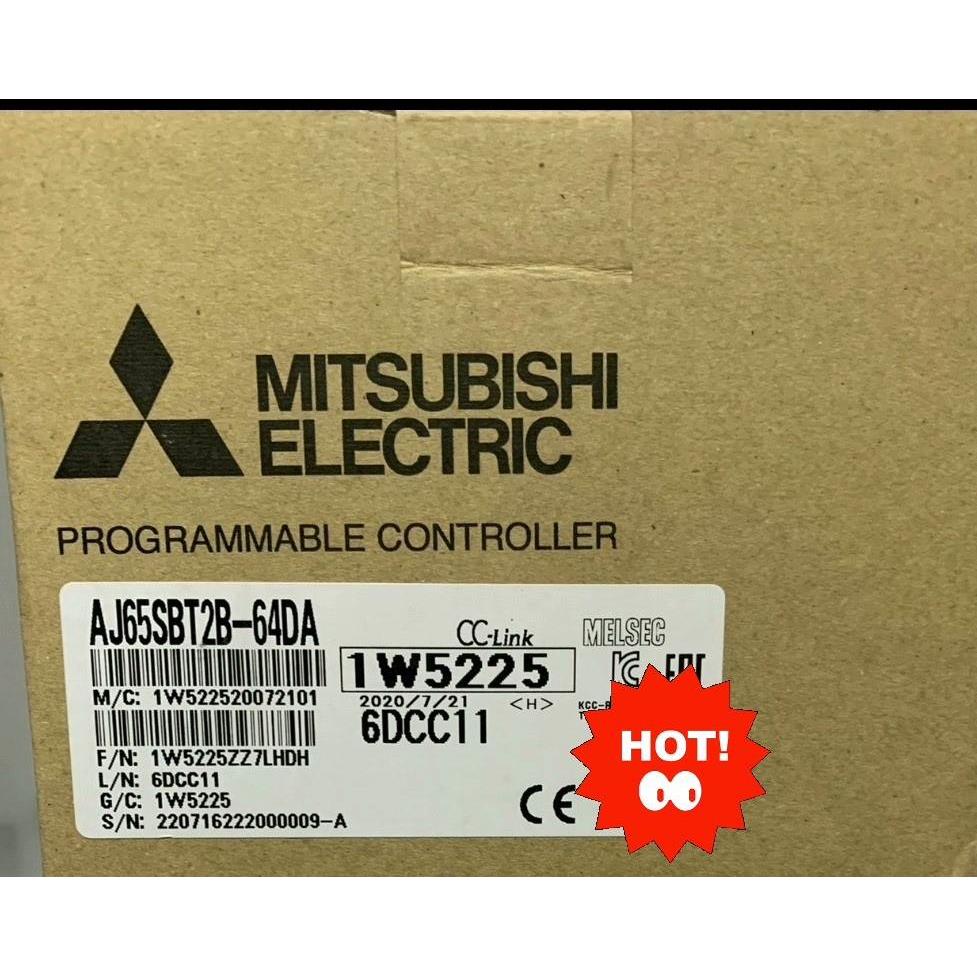 MITSUBISHI
ELECTRIC
PROGRAMMABLE CONTROLLER
AJ65SBT2B-64DA
CC-Link
MELSEC
M/C: 1W522520072101
1W5225
2020/7/21 <H>
6DCC11
F/N: 1W5225ZZ7LHDH
L/N: 6DCC11
G/C: 1W5225
S/N: 220716222000009-A
CE
HOT!